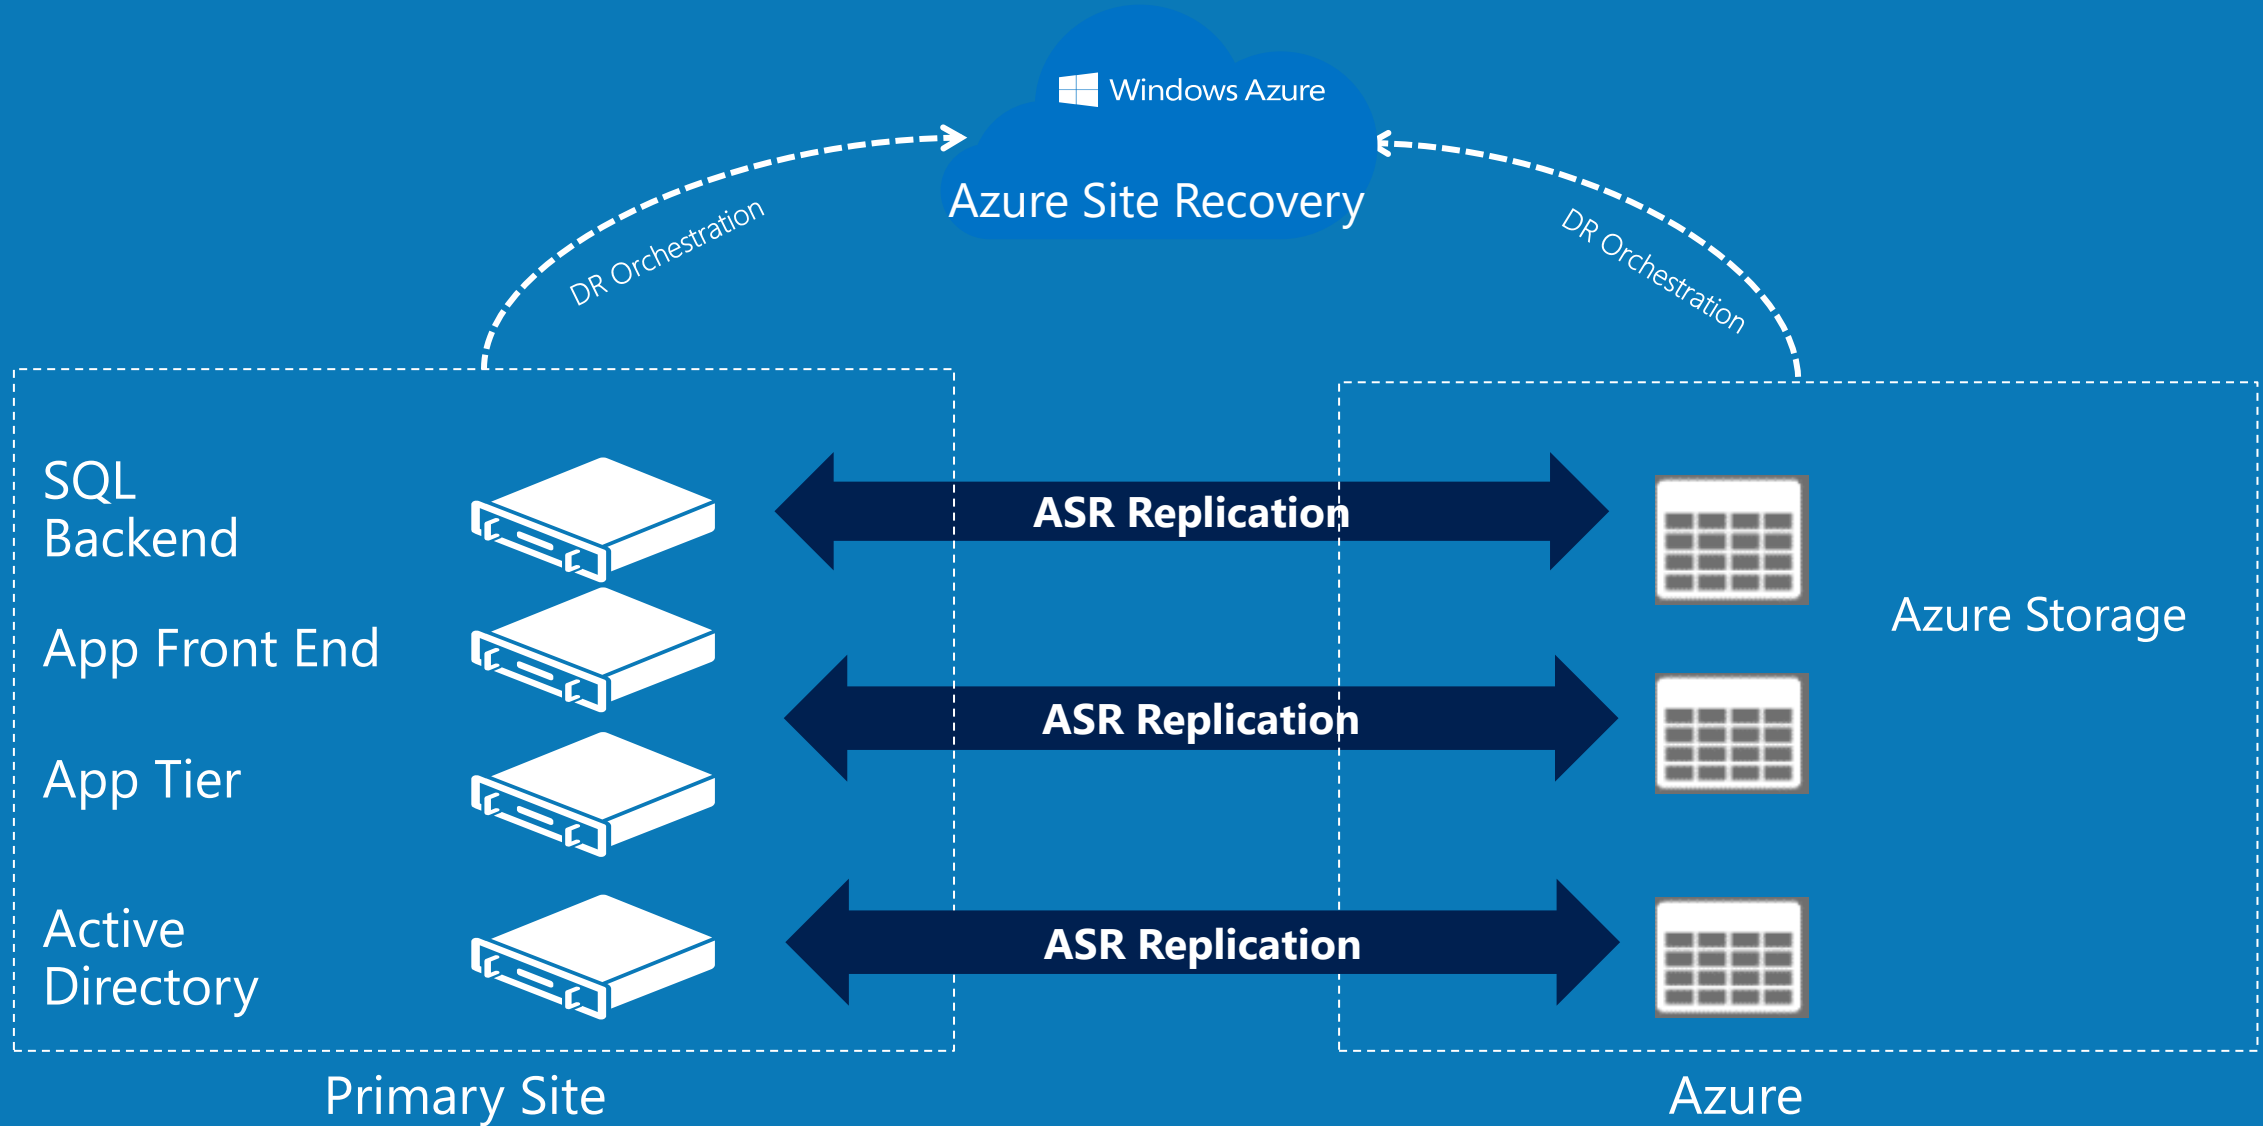 Windows Azure
Azure Site Recovery
DR Orchestration
DR Orchestration
SQL
Backend
App Front End
App Tier
Active
Directory
ASR Replication
ASR Replication
ASR Replication
Azure Storage
Primary Site
Azure